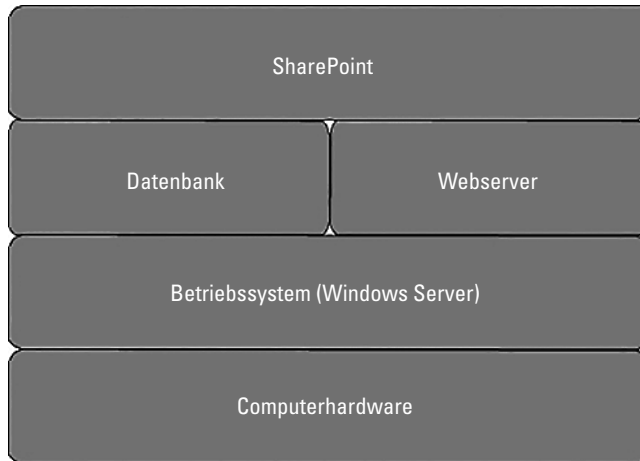 SharePoint
Datenbank
Webserver
Betriebssystem (Windows Server)
Computerhardware